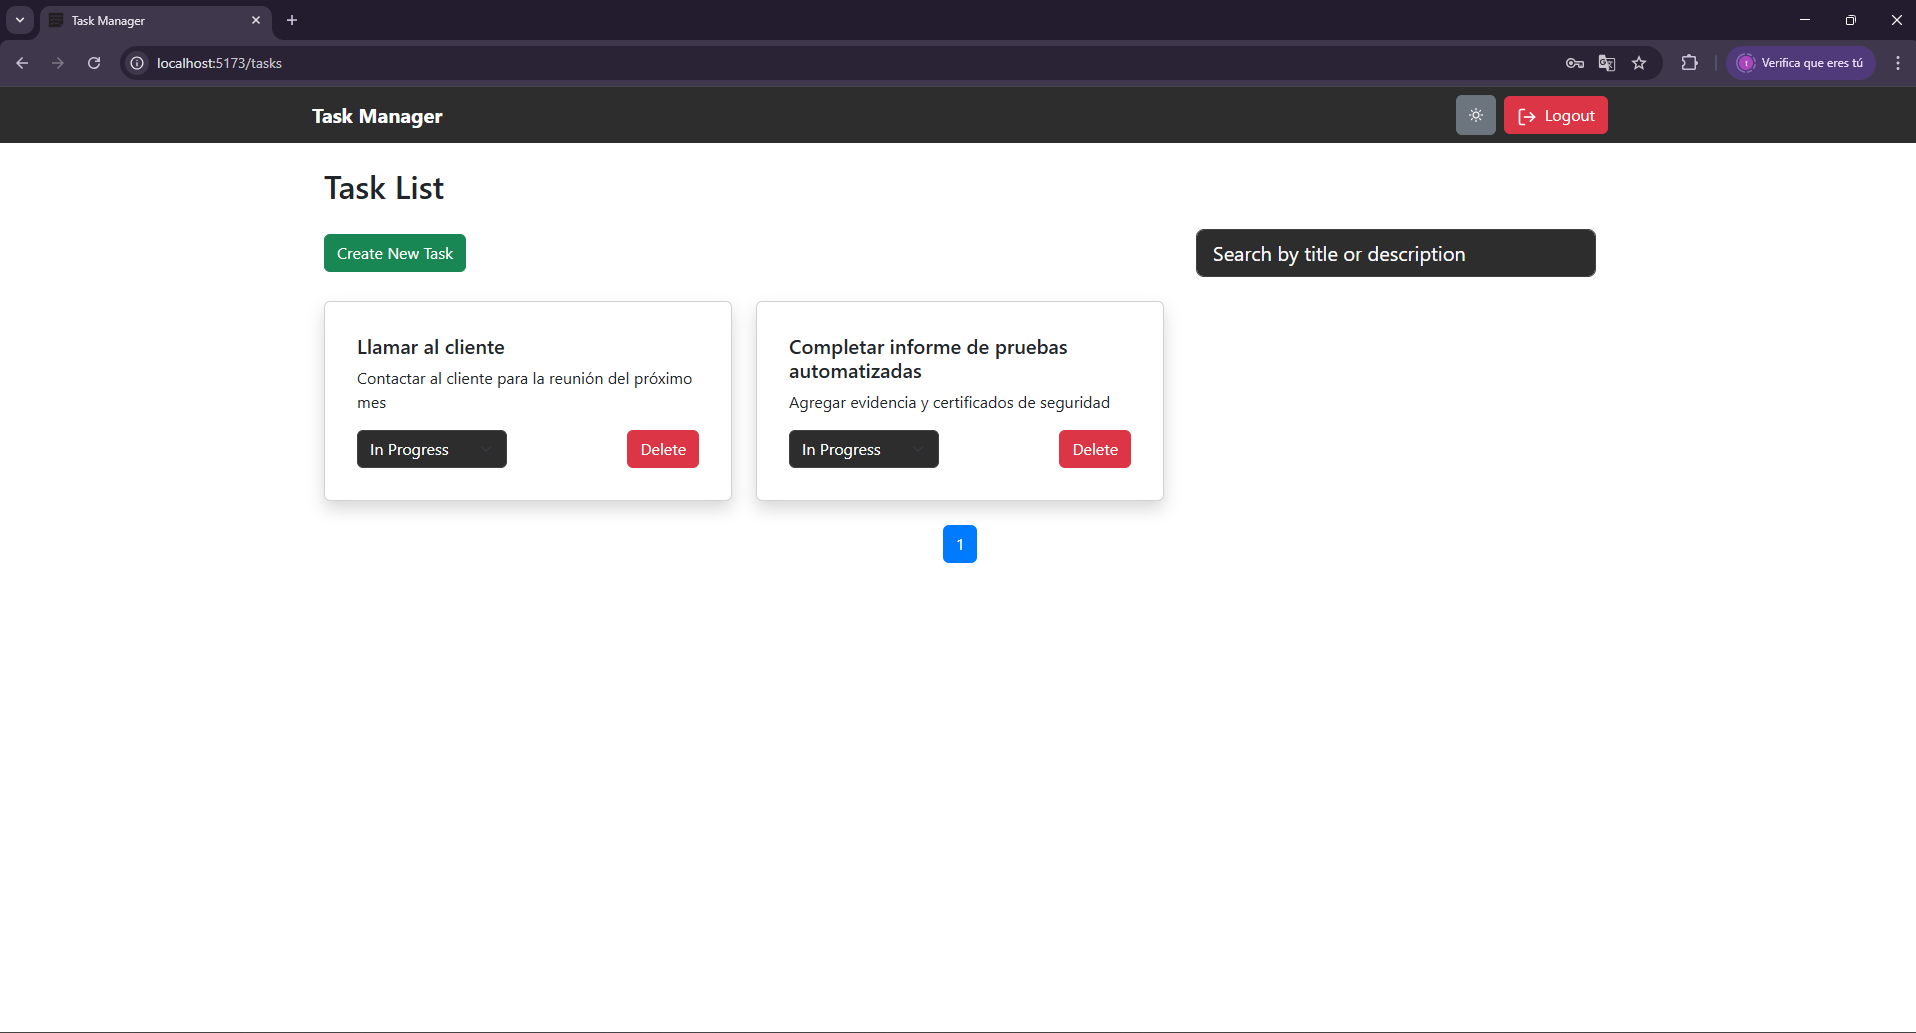 Task Manager
localhost:5173/tasks
Verifica que eres tú
Task Manager
Logout
Task List
Create New Task
Search by title or description
Llamar al cliente
Contactar al cliente para la reunión del próximo
mes
In Progress
Delete
Completar informe de pruebas
automatizadas
Agregar evidencia y certificados de seguridad
In Progress
Delete
1